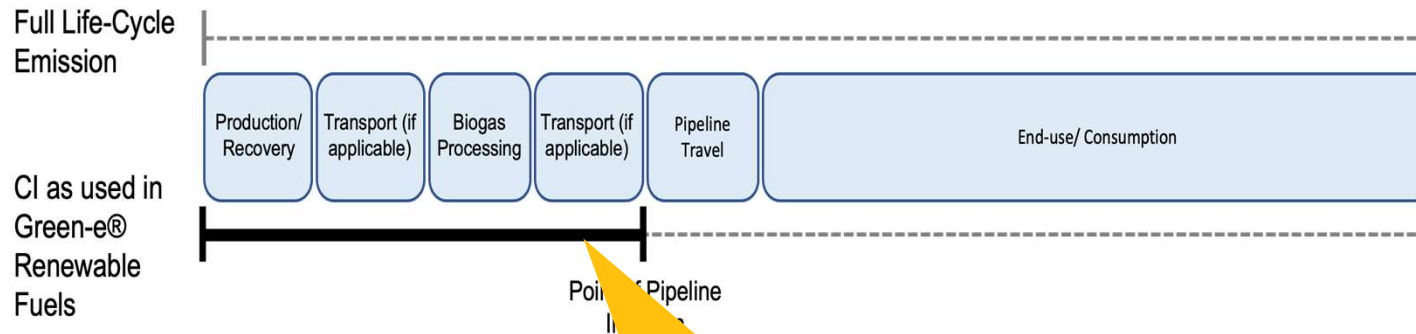 Full Life-Cycle
Emission
Production/
Recovery
Transport (if
applicable)
Biogas
Processing
Transport (if
applicable)
Pipeline
Travel
End-use/ Consumption
CI as used in
Green-e®
Renewable
Fuels
Pipeline